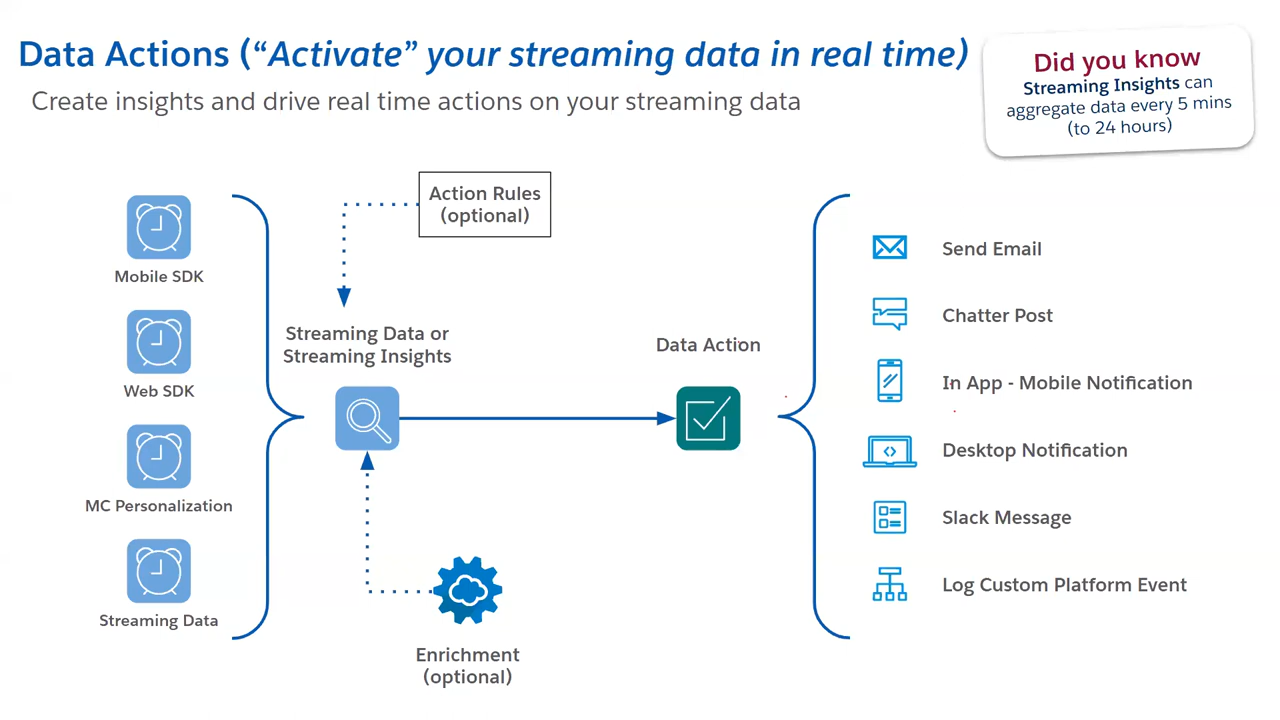 Data Actions (“Activate” your streaming data in real time)
Create insights and drive real time actions on your streaming data
Did you know
Streaming Insights can
aggregate data every 5 mins
(to 24 hours)
Mobile SDK
Web SDK
MC Personalization
Streaming Data
Action Rules
(optional)
Streaming Data or
Streaming Insights
Enrichment
(optional)
Data Action
Send Email
Chatter Post
In App - Mobile Notification
Desktop Notification
Slack Message
Log Custom Platform Event